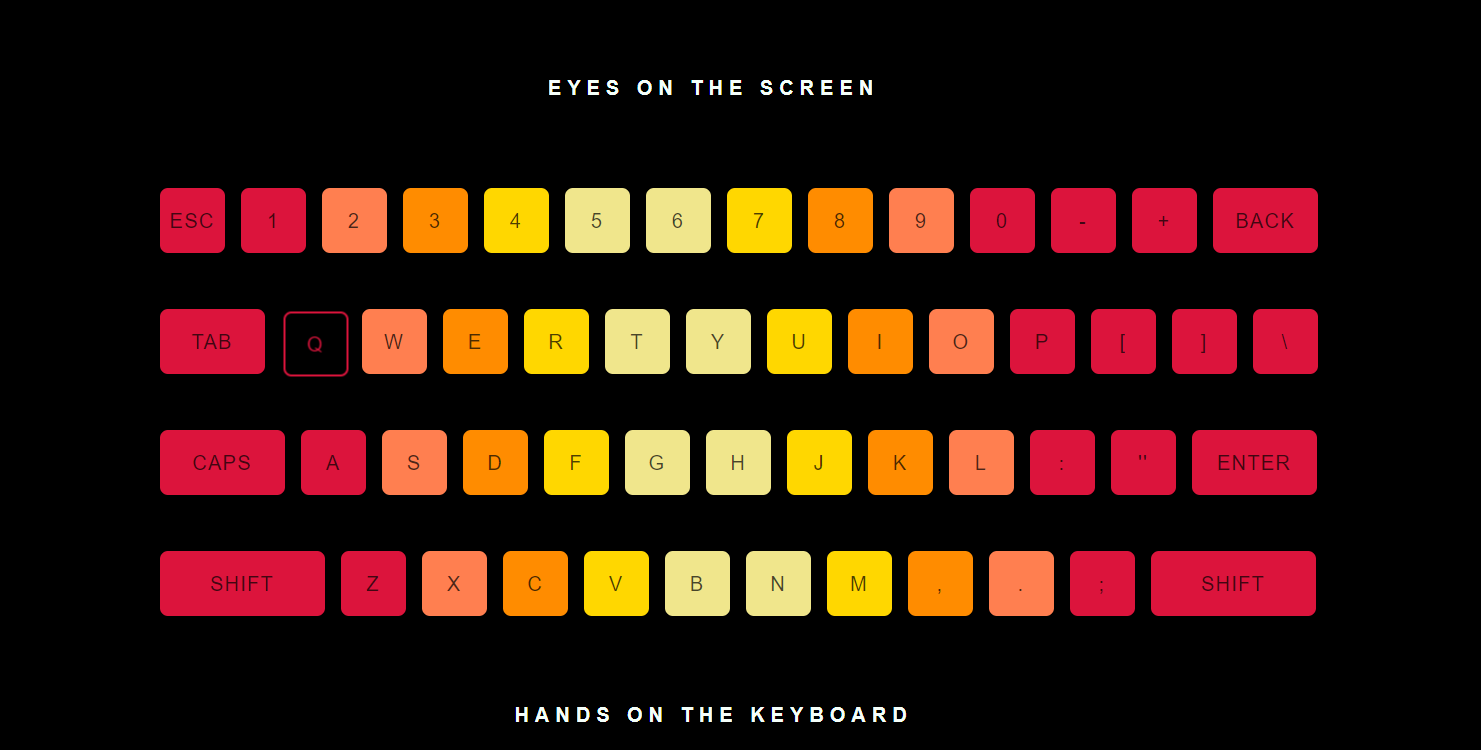 EYES ON THE SCREEN
ESC 1 2 3 4 5 6 7 8 9 0 - + BACK
TAB Q W E R T Y U I O P [ ] \
CAPS A S D F G H J K L : " ENTER
SHIFT Z X C V B N M , . ; SHIFT
HANDS ON THE KEYBOARD